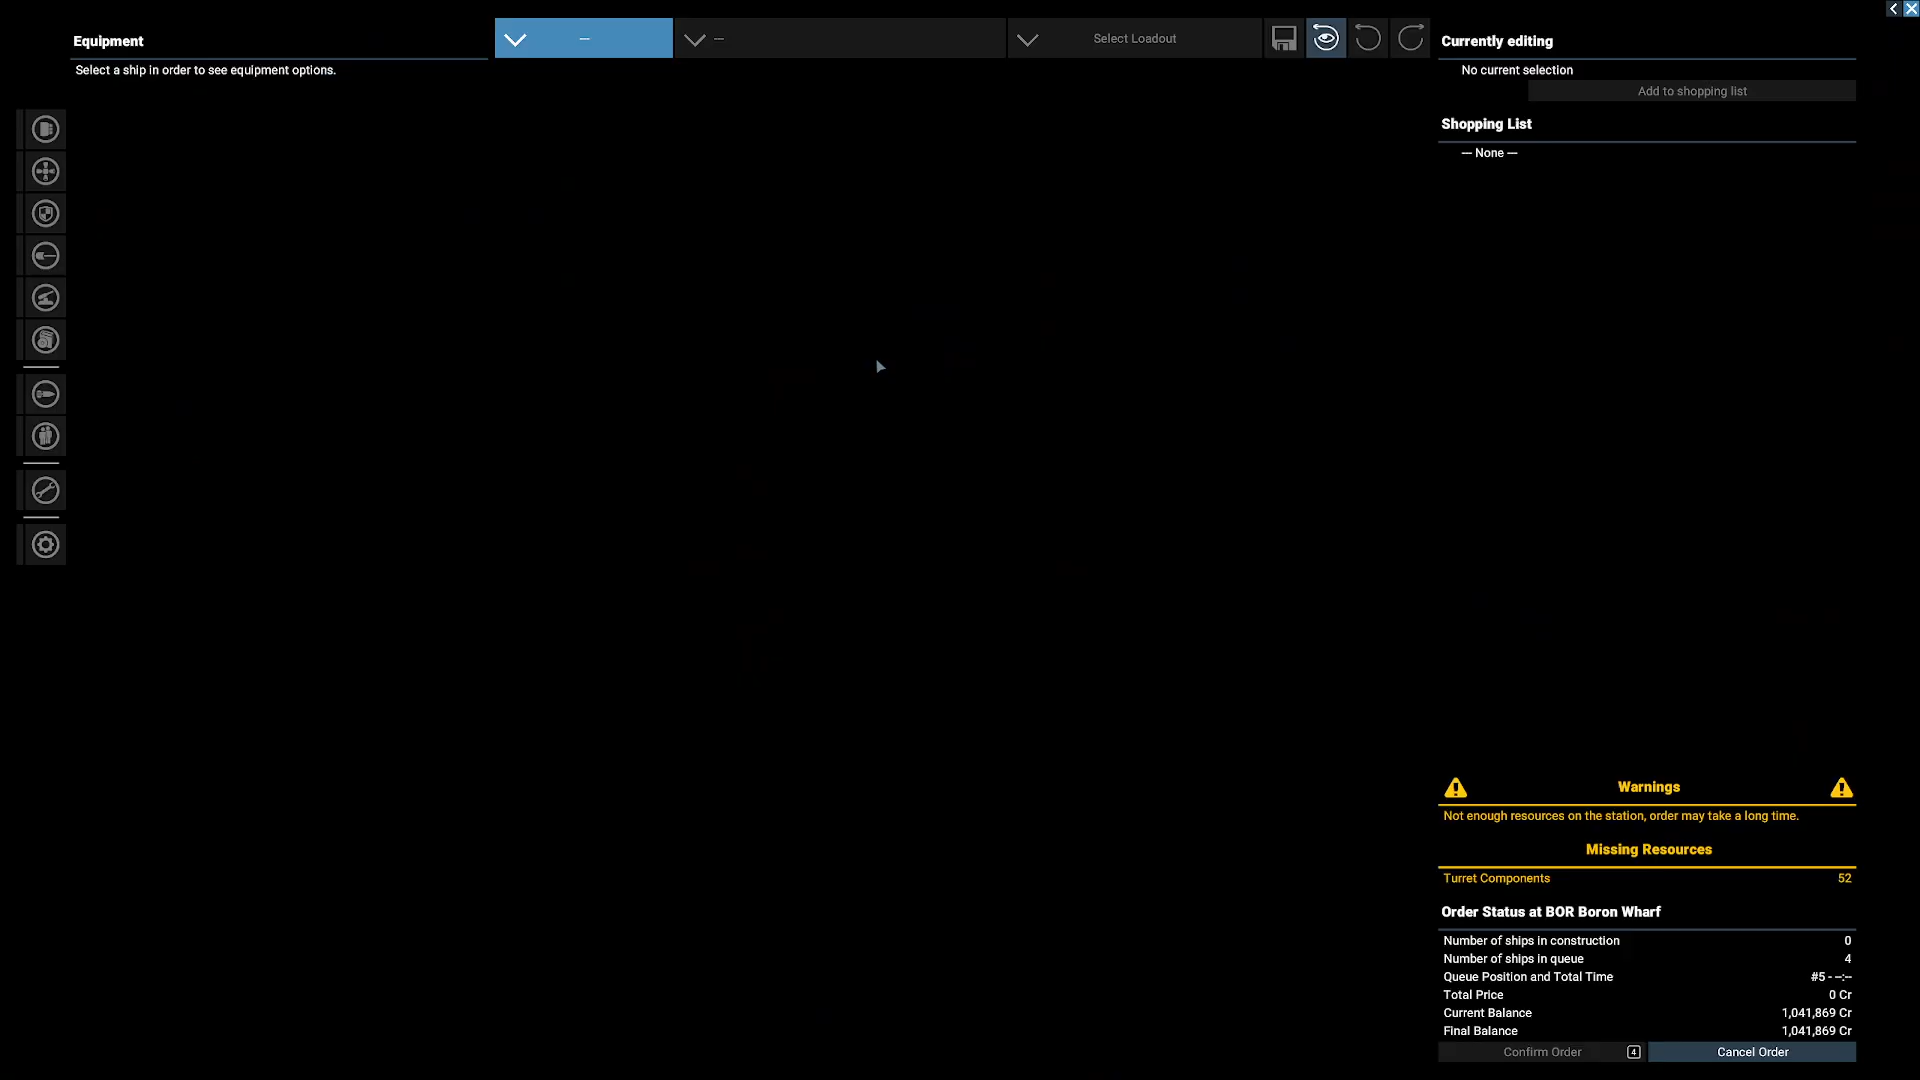 Equipment
Select a ship in order to see equipment options.
—
—
Select Loadout
Currently editing
No current selection
Add to shopping list
Shopping List
— None —
Warnings
Not enough resources on the station, order may take a long time.
Missing Resources
Turret Components 52
Order Status at BOR Boron Wharf
Number of ships in construction 0
Number of ships in queue 4
Queue Position and Total Time #5 - --:--
Total Price 0 Cr
Current Balance 1,041,869 Cr
Final Balance 1,041,869 Cr
Confirm Order 4
Cancel Order